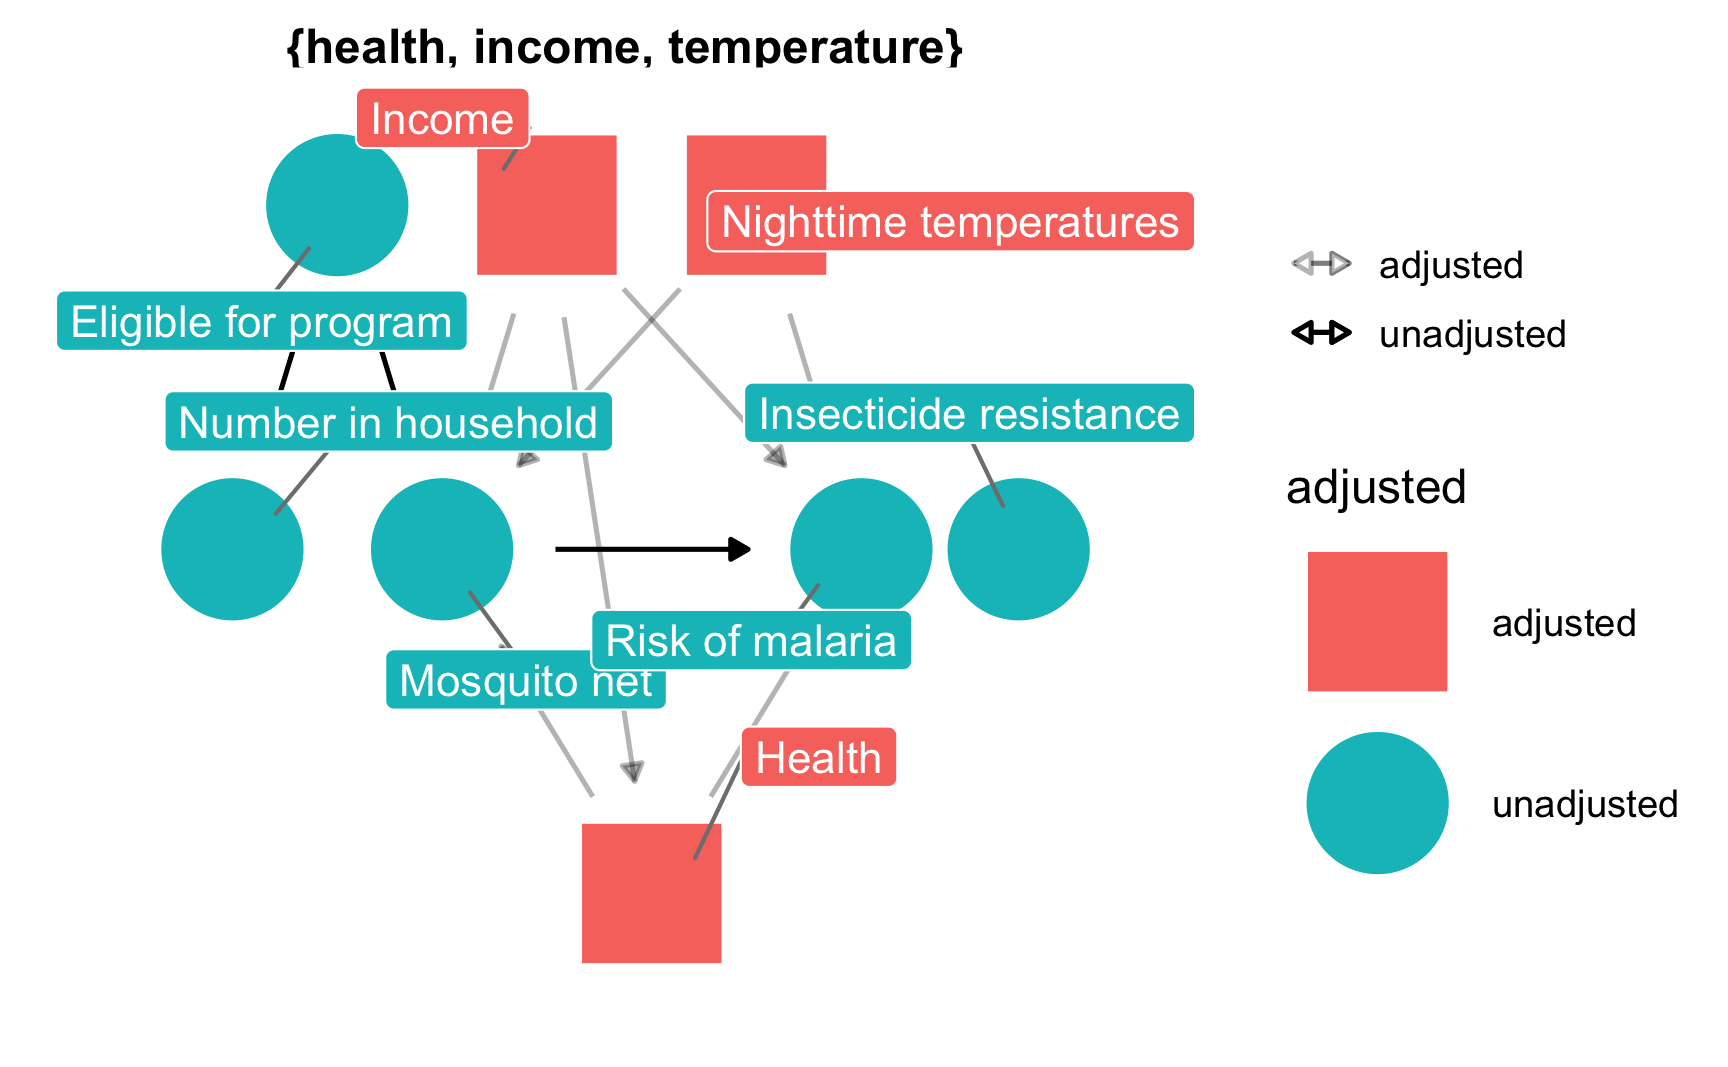 {health, income, temperature}
Income
Nighttime temperatures
Eligible for program
Number in household
Insecticide resistance
Risk of malaria
Mosquito net
Health
adjusted
unadjusted
adjusted
adjusted
unadjusted